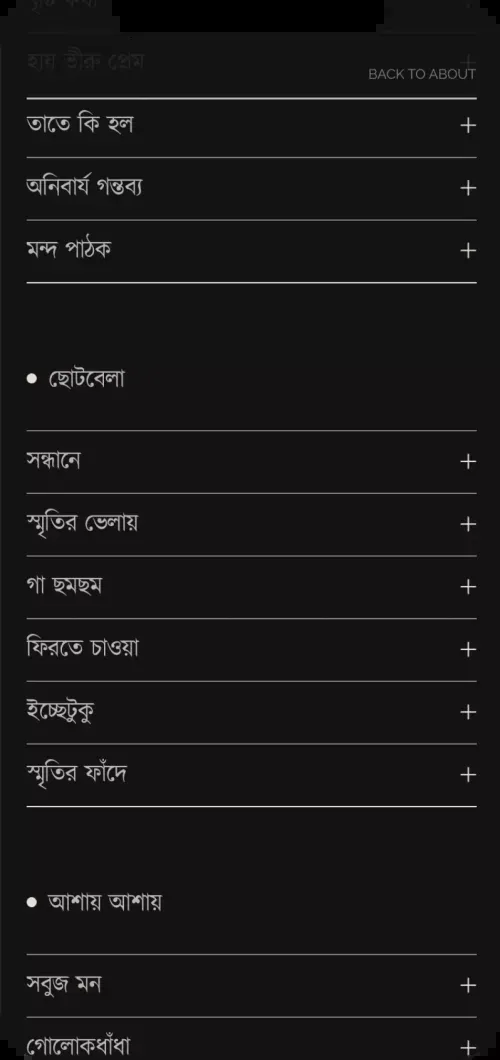 হায় ভীরু প্রেম
BACK TO ABOUT
তাতে কি হল
অনিবার্য গন্তব্য
মন্দ পাঠক
ছোটবেলা
সন্ধানে
স্মৃতির ভেলায়
গা ছমছম
ফিরতে চাওয়া
ইচ্ছেটুকু
স্মৃতির ফাঁদে
আশায় আশায়
সবুজ মন
গোলোকধাঁধা